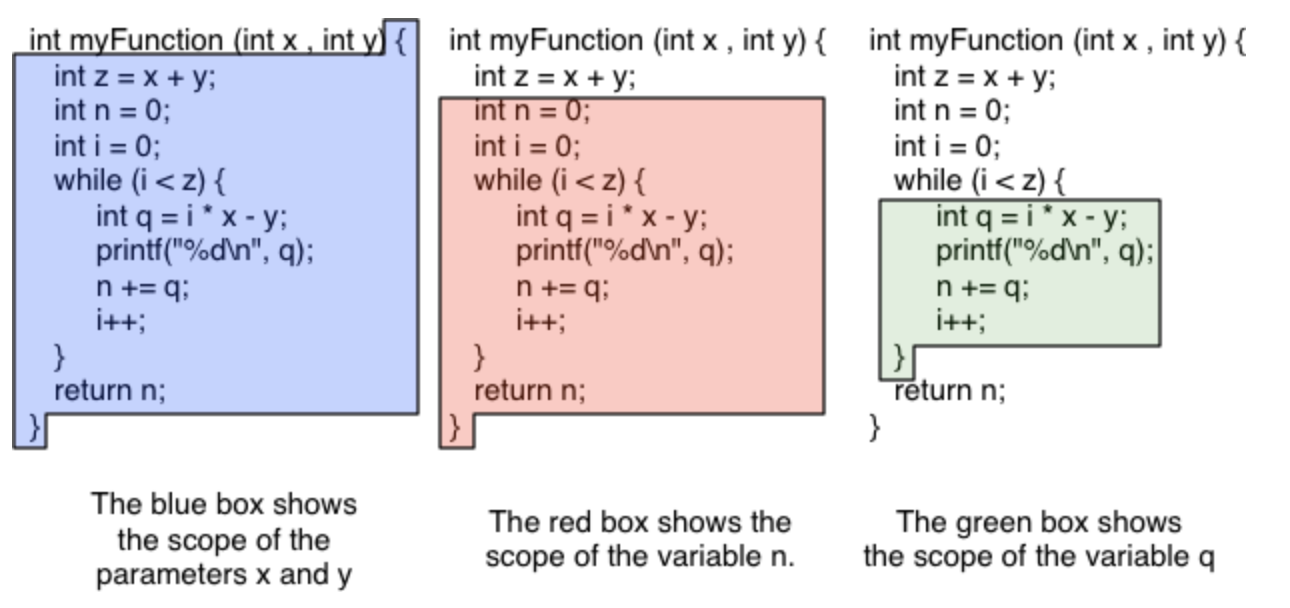 int myFunction (int x , int y) {
int z = x + y;
int n = 0;
int i = 0;
while (i < z) {
int q = i * x - y;
printf("%d\n", q);
n += q;
i++;
}
return n;
}
The blue box shows
the scope of the
parameters x and y
int myFunction (int x , int y) {
int z = x + y;
int n = 0;
int i = 0;
while (i < z) {
int q = i * x - y;
printf("%d\n", q);
n += q;
i++;
}
return n;
}
The red box shows the
scope of the variable n.
int myFunction (int x , int y) {
int z = x + y;
int n = 0;
int i = 0;
while (i < z) {
int q = i * x - y;
printf("%d\n", q);
n += q;
i++;
}
return n;
}
The green box shows
the scope of the variable q